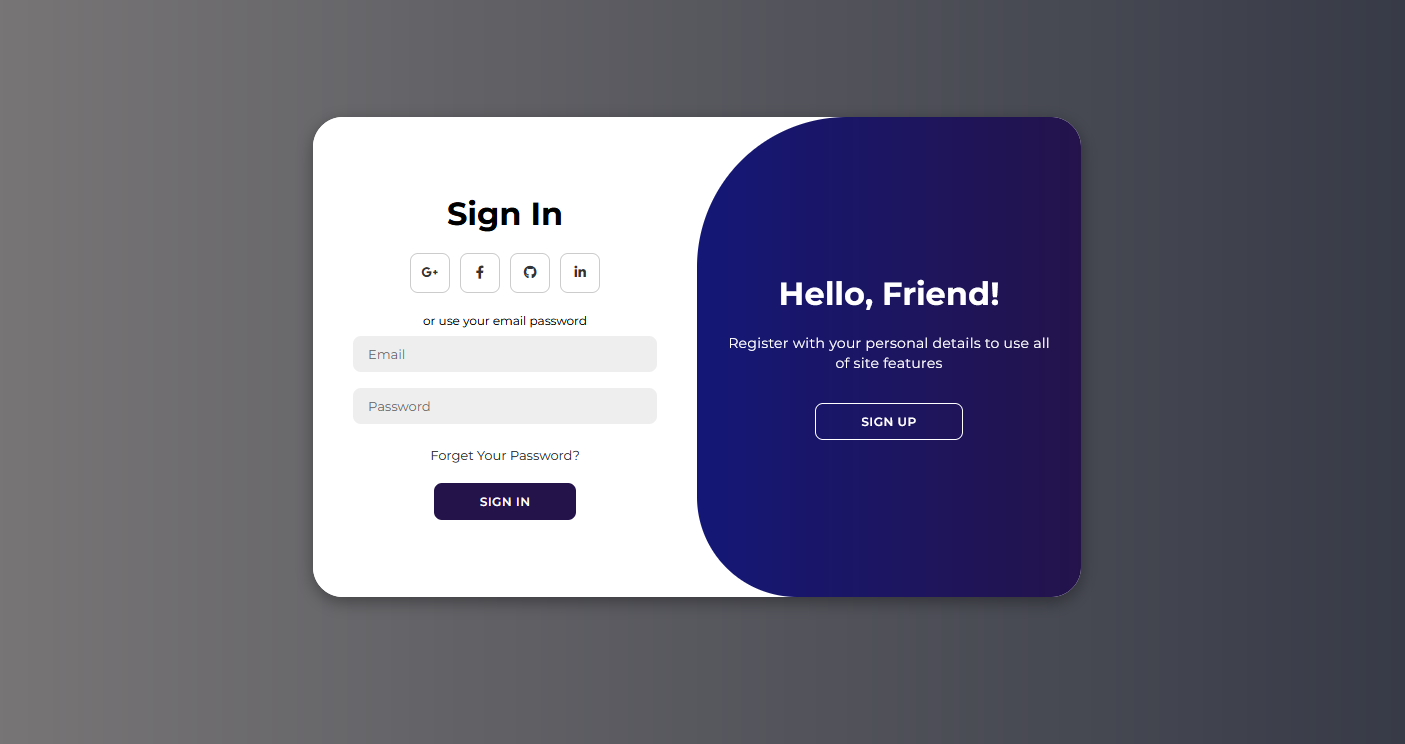 Sign In
G+
f
in
or use your email password
Email
Password
Forget Your Password?
SIGN IN
Hello, Friend!
Register with your personal details to use all
of site features
SIGN UP